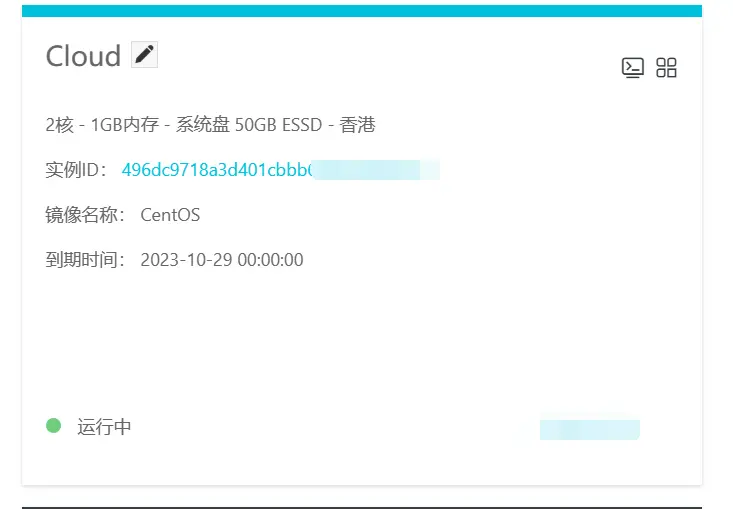 Cloud
2核 - 1GB内存 - 系统盘 50GB ESSD - 香港
实例ID： 496dc9718a3d401cbbb
镜像名称： CentOS
到期时间： 2023-10-29 00:00:00
运行中